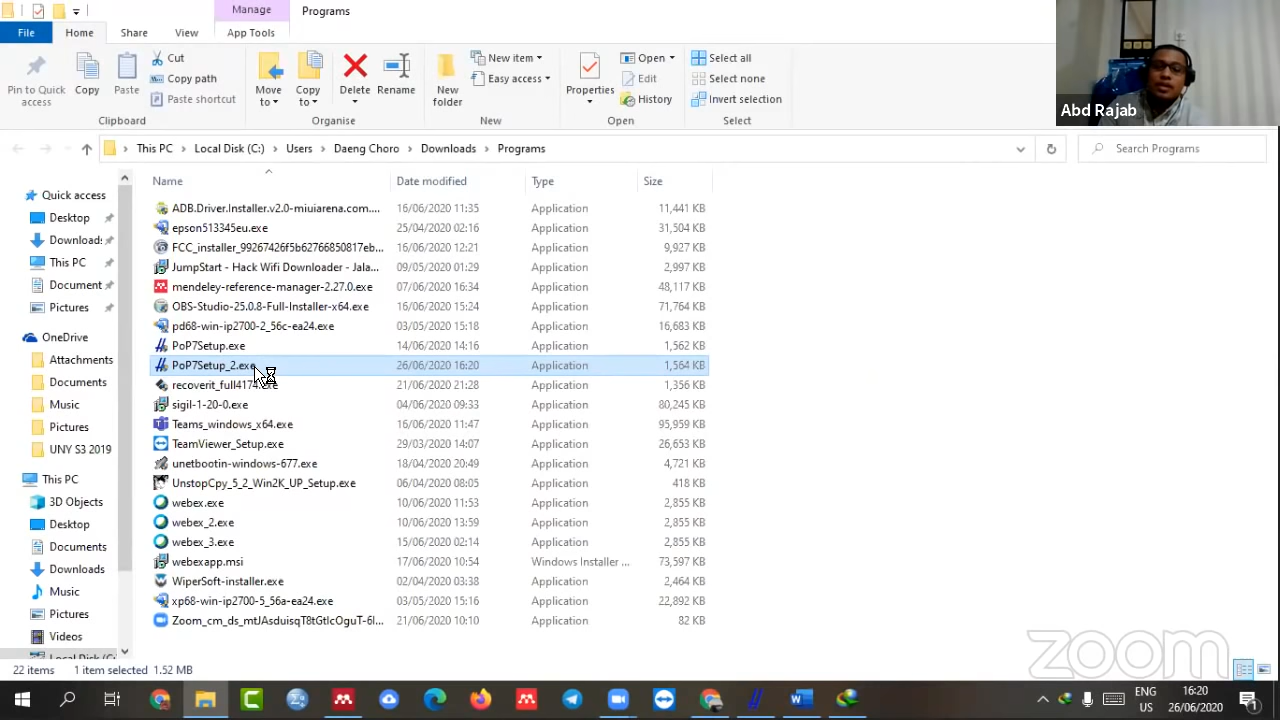 Manage
Programs
File
Home
Share
View
App Tools
Pin to Quick
access
Copy
Paste
Cut
Copy path
Paste shortcut
Clipboard
Move
to
Copy
to
Delete
Rename
Organise
New
folder
New item
Easy access
New
Properties
Open
Edit
History
Open
Select all
Select none
Invert selection
Select
Abd Rajab
This PC > Local Disk (C:) > Users > Daeng Choro > Downloads > Programs
Search Programs
Name Date modified Type Size
Quick access
Desktop
Download:
This PC
Document
Pictures
OneDrive
Attachments
Documents
Music
Pictures
UNY S3 2019
This PC
3D Objects
Desktop
Documents
Downloads
Music
Pictures
Videos
ADB.Driver.Installer.v2.0-miuiarena.com.... 16/06/2020 11:35 Application 11,441 KB
epson513345eu.exe 25/04/2020 02:16 Application 31,504 KB
FCC_installer_99267426f5b62766850817eb... 16/06/2020 12:21 Application 9,927 KB
JumpStart - Hack Wifi Downloader - Jala... 09/05/2020 01:29 Application 2,997 KB
mendeley-reference-manager-2.27.0.exe 07/06/2020 16:34 Application 48,117 KB
OBS-Studio-25.0.8-Full-Installer-x64.exe 16/06/2020 15:24 Application 71,764 KB
pd68-win-ip2700-2_56c-ea24.exe 03/05/2020 15:18 Application 16,683 KB
PoP7Setup.exe 14/06/2020 14:16 Application 1,562 KB
PoP7Setup_2.exe 26/06/2020 16:20 Application 1,564 KB
recoverit_full4174.exe 21/06/2020 21:28 Application 1,356 KB
sigil-1-20-0.exe 04/06/2020 09:33 Application 80,245 KB
Teams_windows_x64.exe 16/06/2020 11:47 Application 95,959 KB
TeamViewer_Setup.exe 29/03/2020 14:07 Application 26,653 KB
unetbootin-windows-677.exe 18/04/2020 20:49 Application 4,721 KB
UnstopCpy_5_2_Win2K_UP_Setup.exe 06/04/2020 08:05 Application 418 KB
webex.exe 10/06/2020 11:53 Application 2,855 KB
webex_2.exe 10/06/2020 13:59 Application 2,855 KB
webex_3.exe 15/06/2020 02:14 Application 2,855 KB
webexapp.msi 17/06/2020 10:54 Windows Installer ... 73,597 KB
WiperSoft-installer.exe 02/04/2020 03:38 Application 2,464 KB
xp68-win-ip2700-5_56a-ea24.exe 03/05/2020 15:16 Application 22,892 KB
Zoom_cm_ds_mtJAsduisqT8tGtIcOguT-6l... 21/06/2020 10:10 Application 82 KB
zoom
22 items 1 item selected 1.52 MB
ENG
US
16:20
26/06/2020